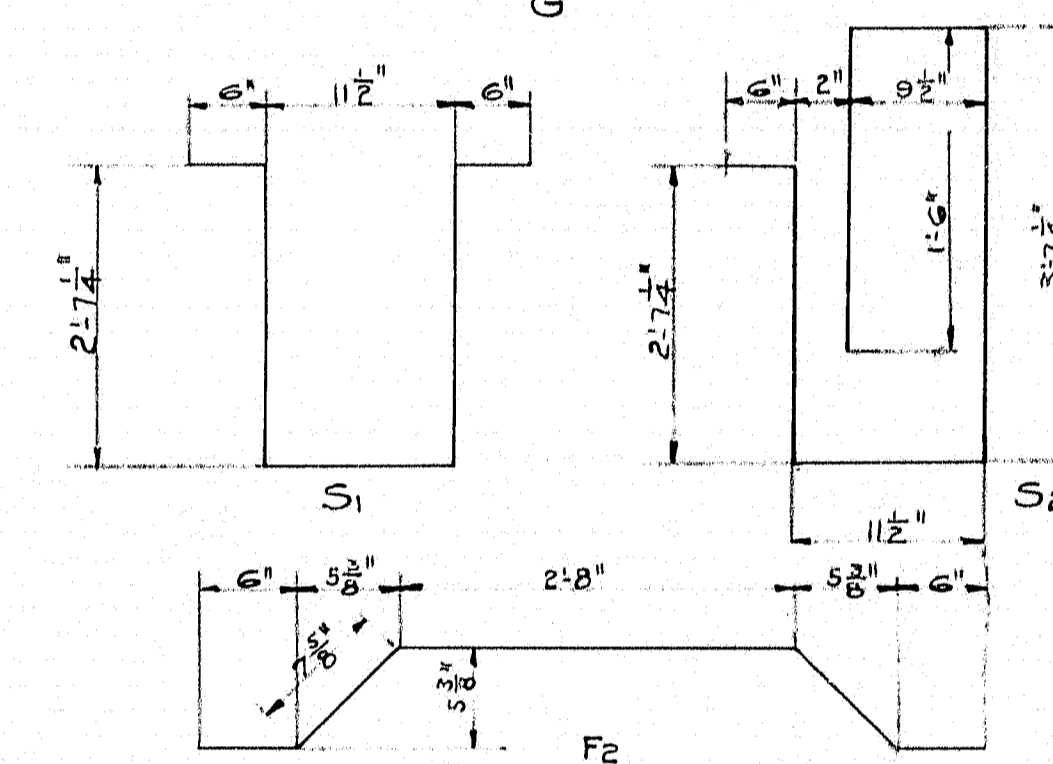 G
6" 11 1/2" 6"
6" 2" 9 1/2"
2'-7 1/4"
2'-7 1/4"
1'-6"
S1
S2
11 1/2"
6" 5 3/8" 2'-8" 5 3/8" 6"
7 5/8"
5 3/8"
F2